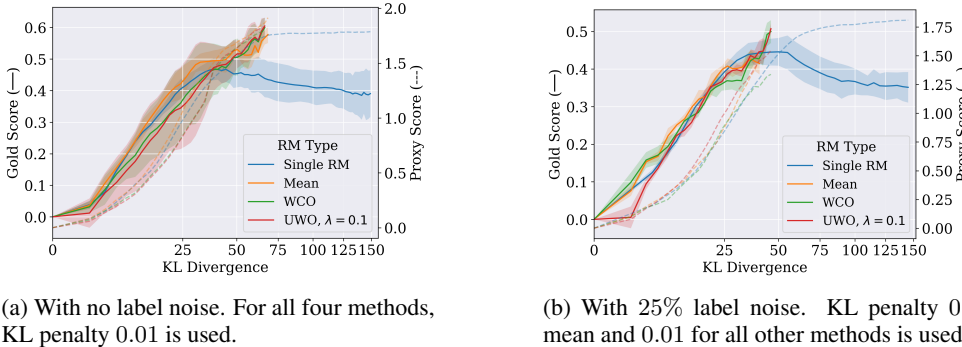 2.0
0.6
0.5
0.4
0.3
0.2
0.1
0.0
Gold Score (—)
1.5
1.0
0.5
0.0
Proxy Score (---)
RM Type
Single RM
Mean
WCO
UWO, λ = 0.1
0 25 50 75 100 125 150
KL Divergence
0.5
0.4
0.3
0.2
0.1
0.0
Gold Score (—)
1.75
1.50
1.25
1.00
0.75
0.50
0.25
0.00
Proxy Score (
RM Type
Single RM
Mean
WCO
UWO, λ = 0.1
0 25 50 75 100 125 150
KL Divergence
(a) With no label noise. For all four methods,
KL penalty 0.01 is used.
(b) With 25% label noise. KL penalty 0
mean and 0.01 for all other methods is used